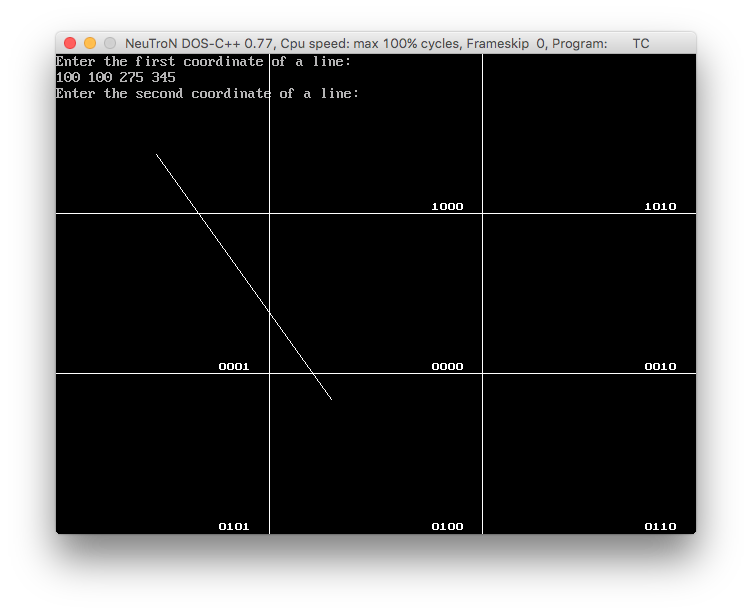 NeuTroN DOS-C++ 0.77, Cpu speed: max 100% cycles, Frameskip 0, Program: TC
Enter the first coordinate of a line:
100 100 275 345
Enter the second coordinate of a line:
1000 1010
0001 0000 0010
0101 0100 0110